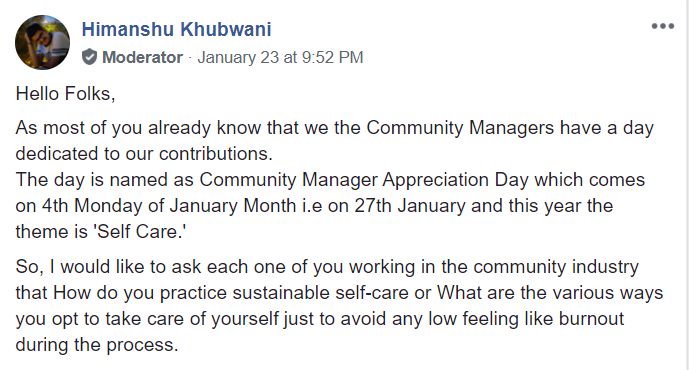 Himanshu Khubwani
Moderator · January 23 at 9:52 PM
Hello Folks,
As most of you already know that we the Community Managers have a day
dedicated to our contributions.
The day is named as Community Manager Appreciation Day which comes
on 4th Monday of January Month i.e on 27th January and this year the
theme is 'Self Care.'
So, I would like to ask each one of you working in the community industry
that How do you practice sustainable self-care or What are the various ways
you opt to take care of yourself just to avoid any low feeling like burnout
during the process.